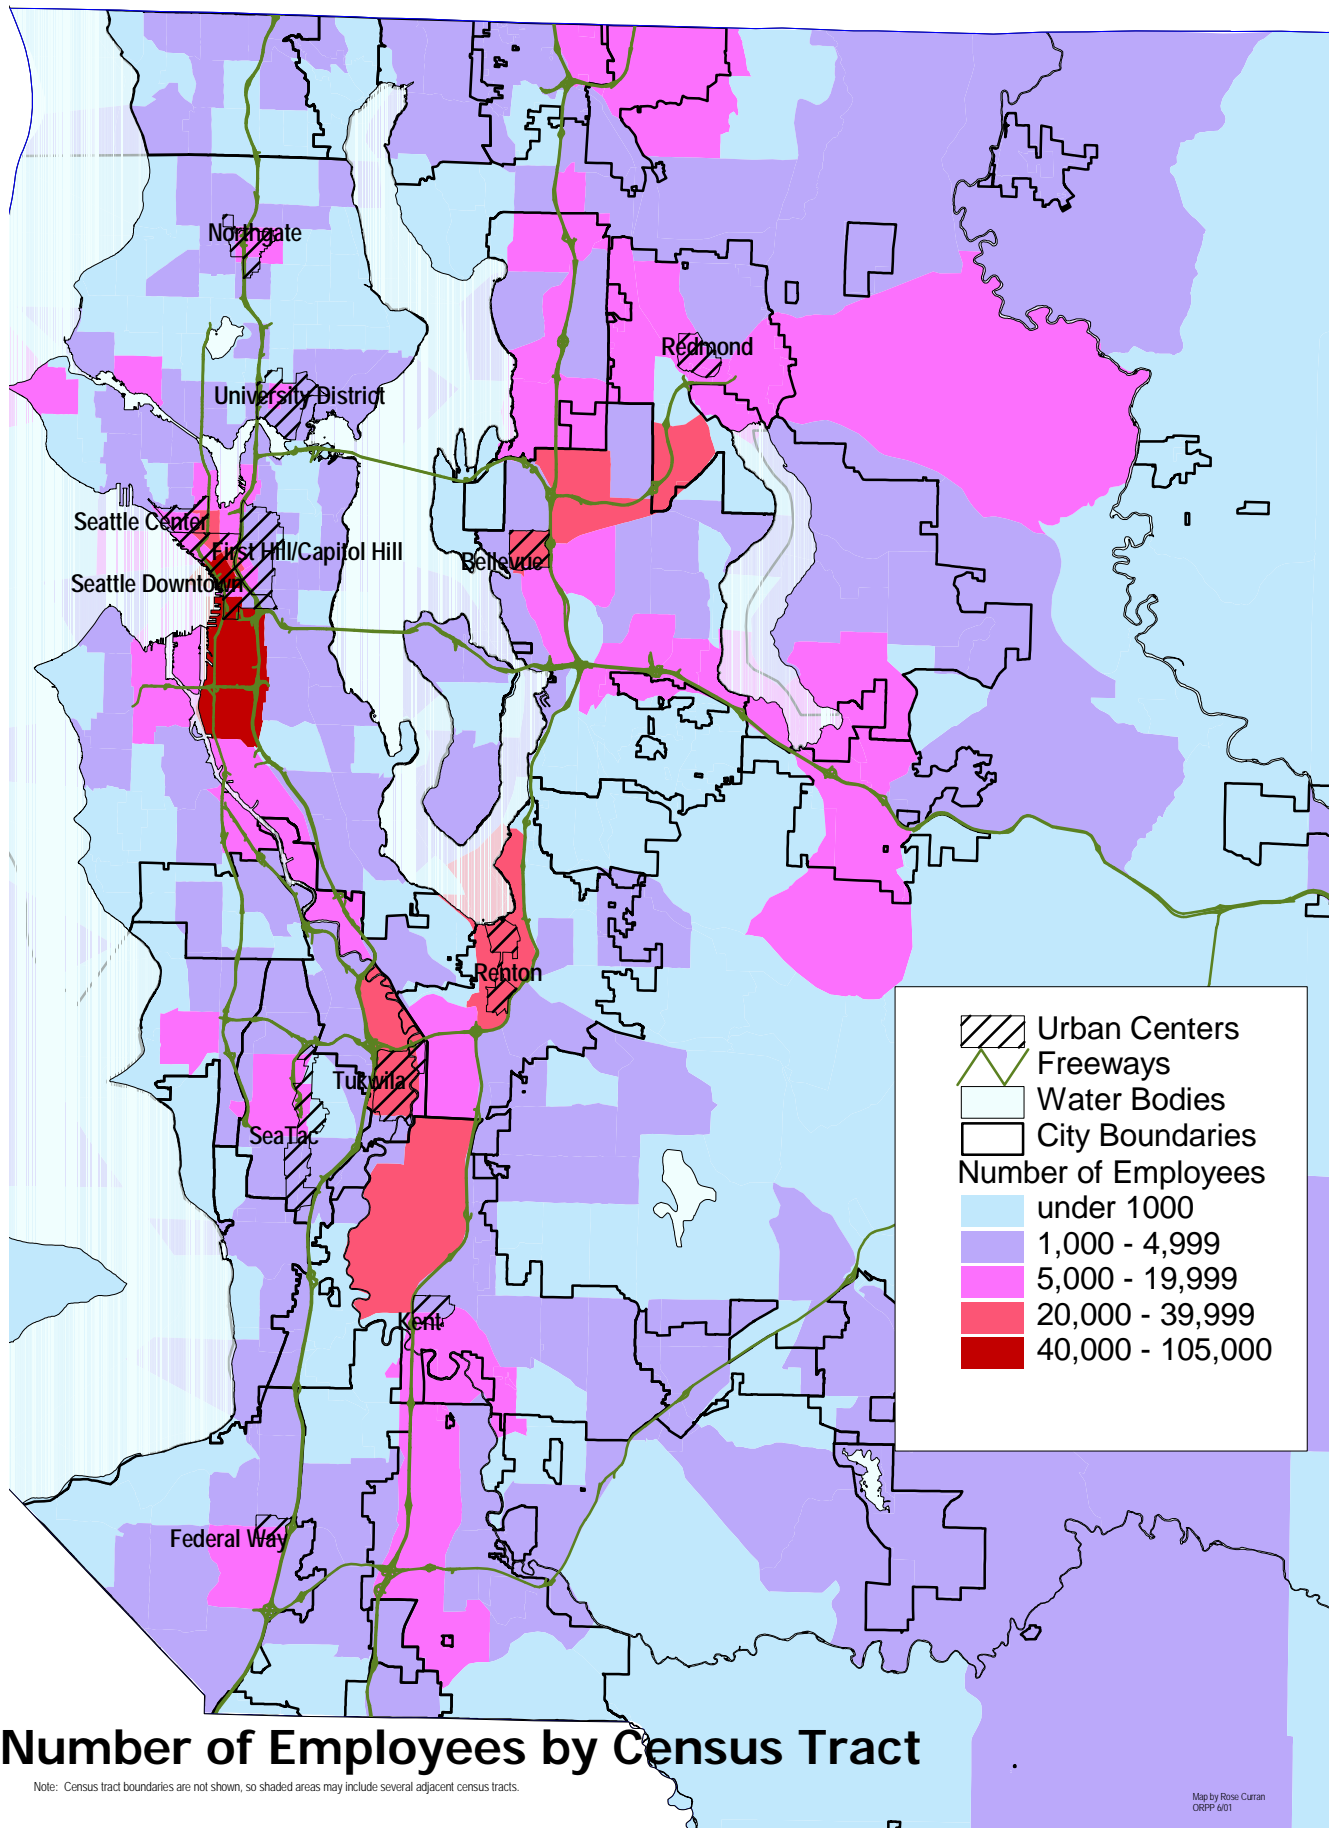 Northgate
Redmond
University District
Seattle Center
First Hill/Capitol Hill
Bellevue
Seattle Downtown
Renton
Tukwila
SeaTac
Kent
Federal Way
Urban Centers
Freeways
Water Bodies
City Boundaries
Number of Employees
under 1000
1,000 - 4,999
5,000 - 19,999
20,000 - 39,999
40,000 - 105,000
Number of Employees by Census Tract
Note: Census tract boundaries are not shown, so shaded areas may include several adjacent census tracts.
Map by Rose Curran
ORPP 6/01